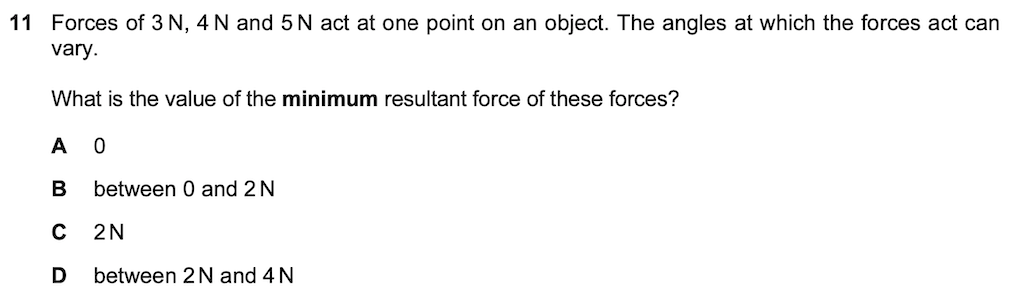 11 Forces of 3 N, 4 N and 5 N act at one point on an object. The angles at which the forces act can
vary.
What is the value of the minimum resultant force of these forces?
A 0
B between 0 and 2 N
C 2 N
D between 2 N and 4 N